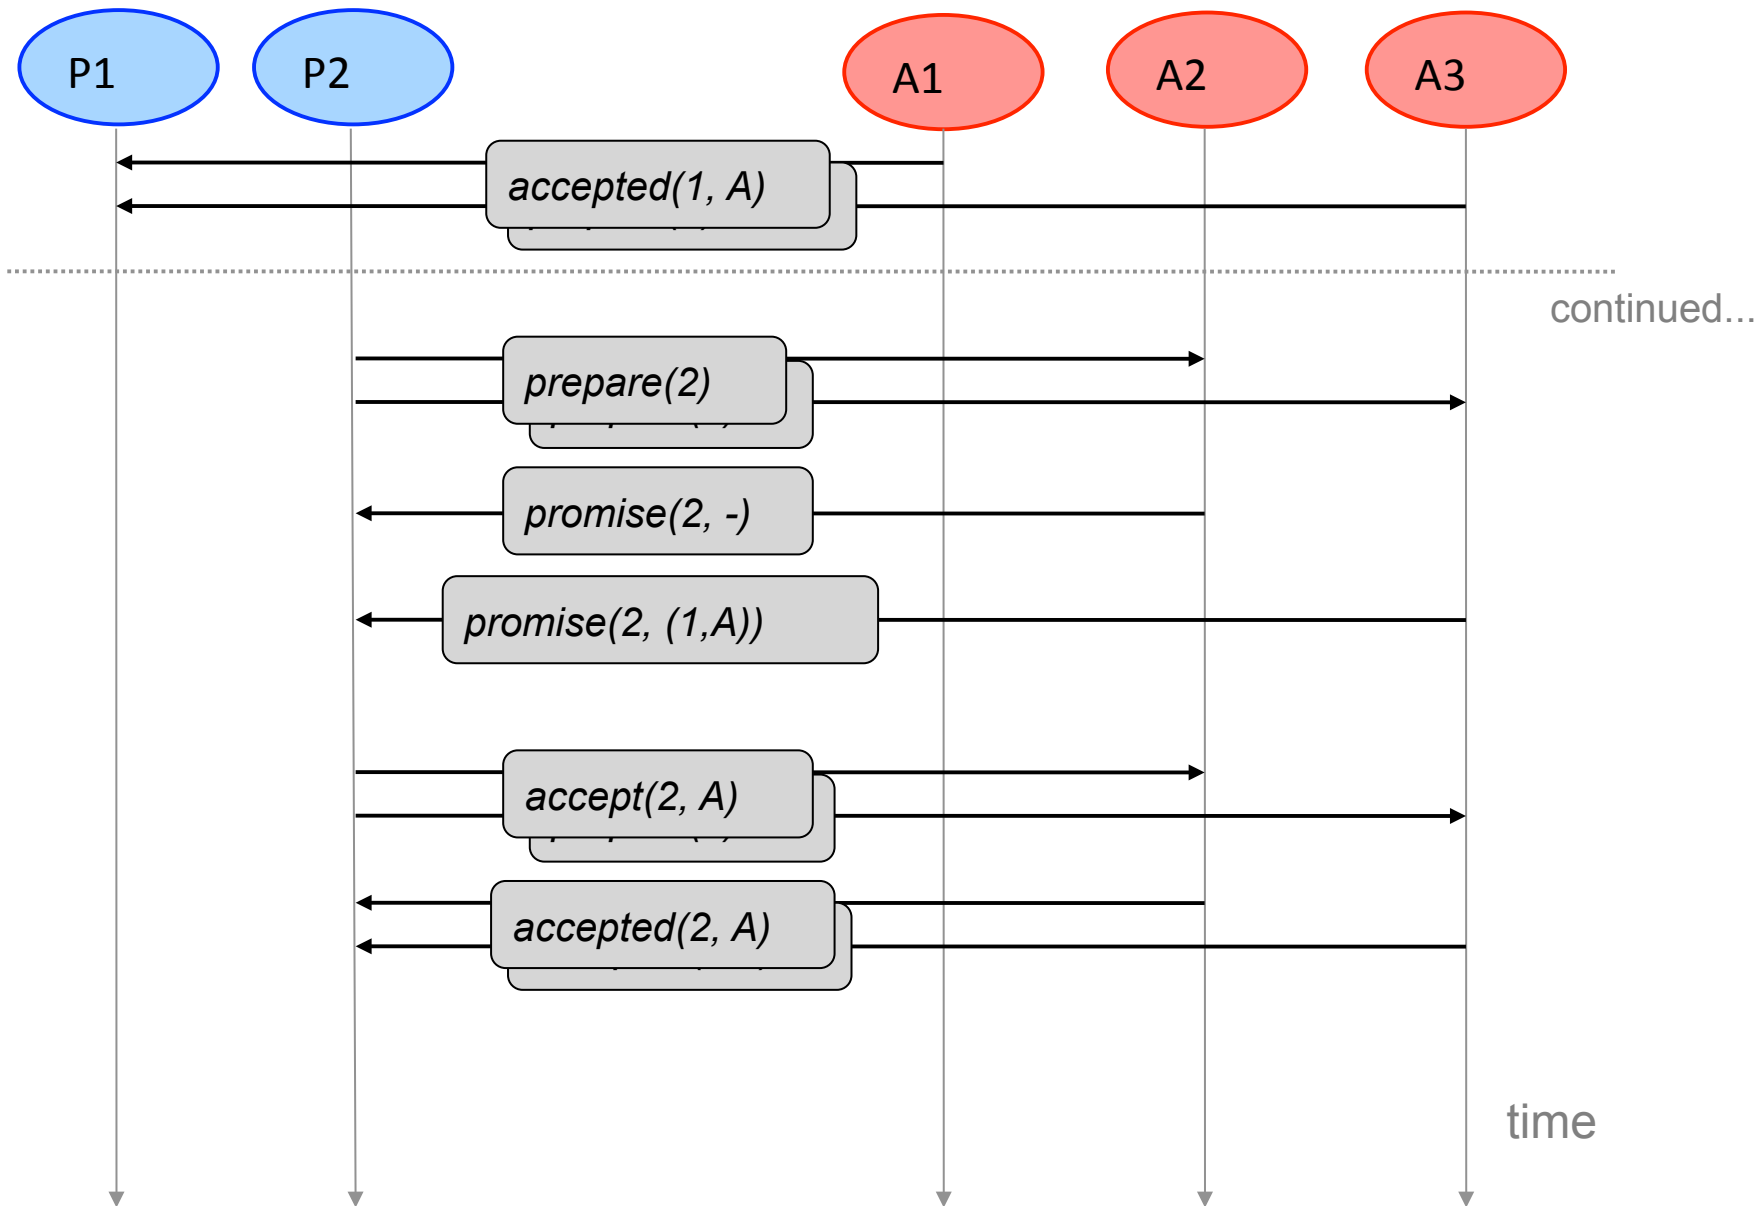 P1
P2
A1
A2
A3
accepted(1, A)
continued...
prepare(2)
promise(2, -)
promise(2, (1,A))
accept(2, A)
accepted(2, A)
time